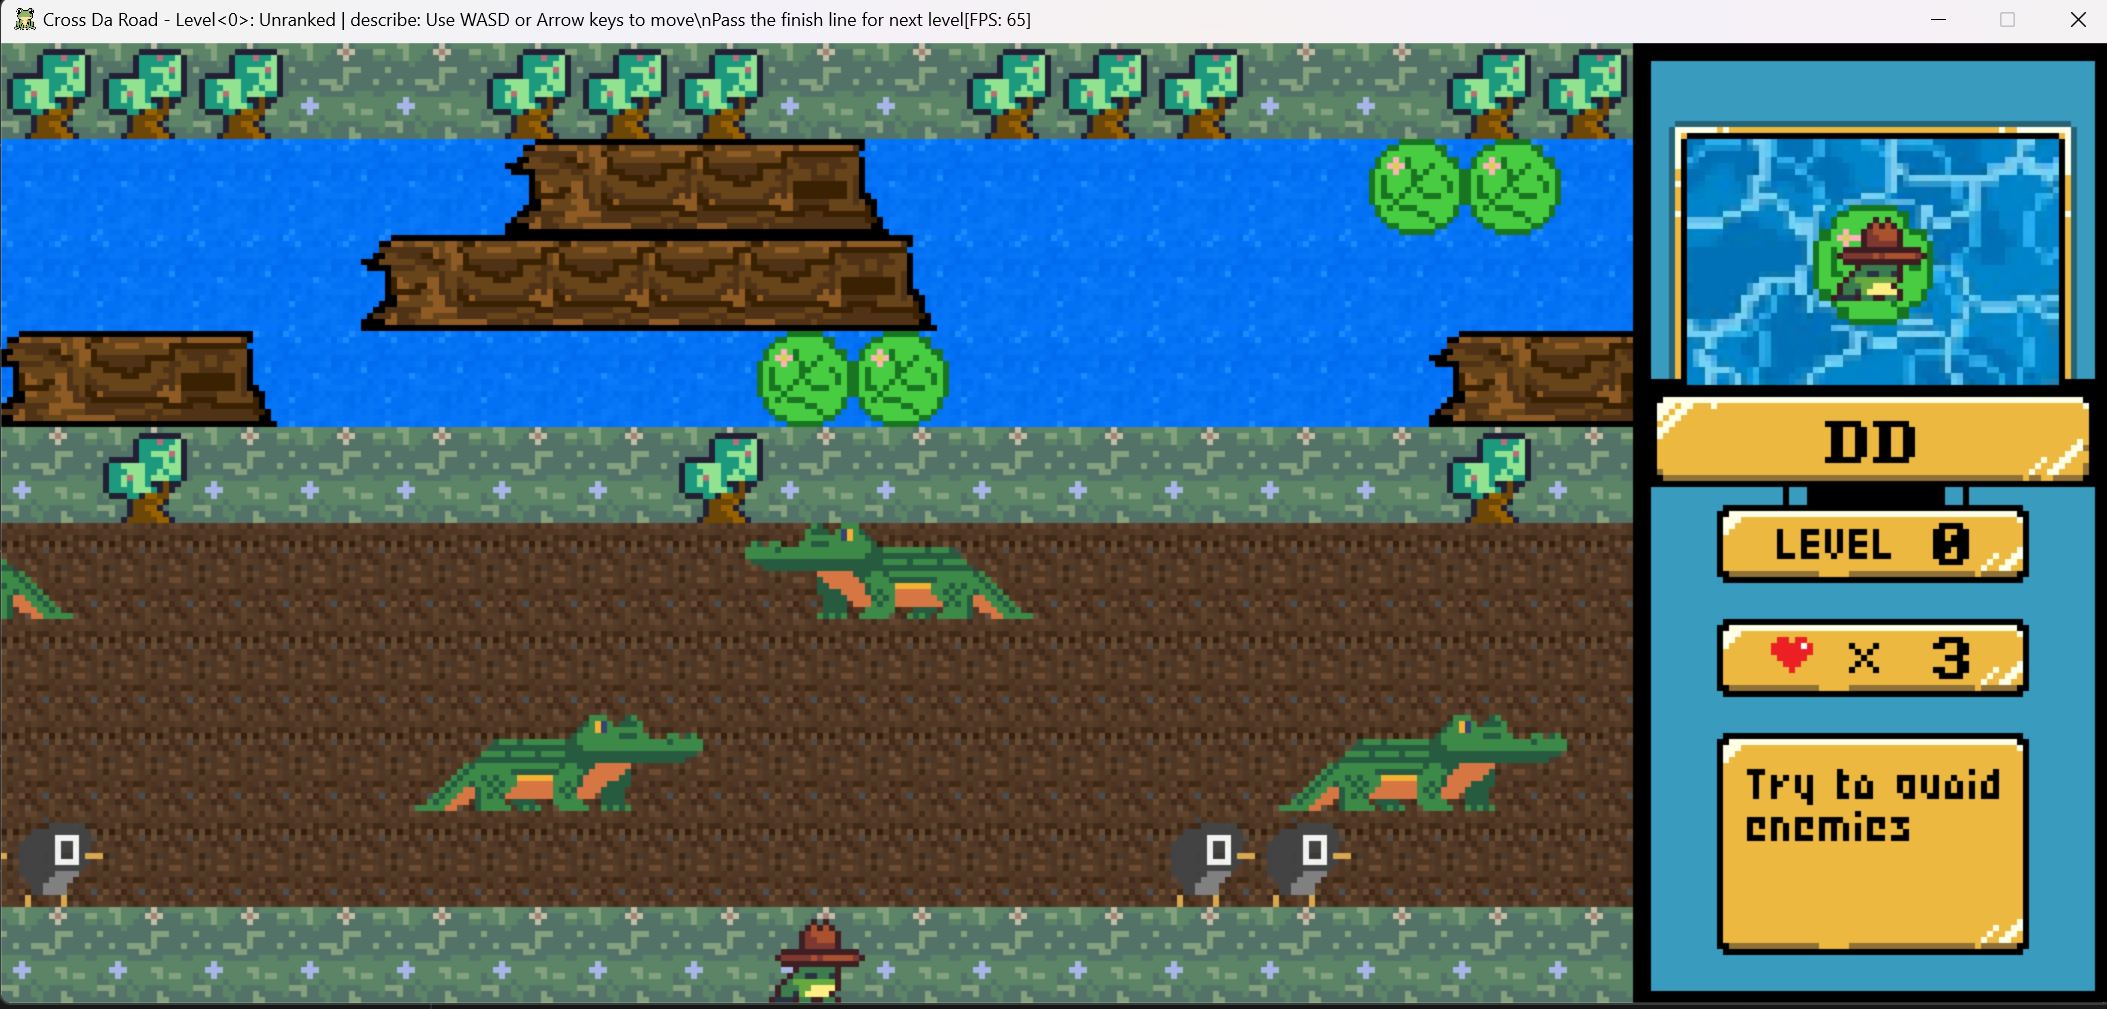 Cross Da Road - Level<0>: Unranked | describe: Use WASD or Arrow keys to move\nPass the finish line for next level[FPS: 65]
DD
LEVEL 0
× 3
Try to avoid
enemies